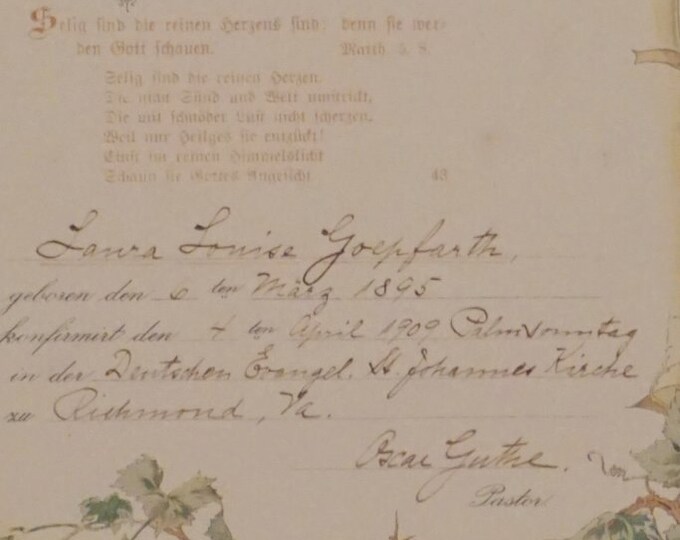 Selig sind die reinen Herzens sind; denn sie wer-
den Gott schauen. Matth. 5, 8.
Selig sind die reinen Herzen,
Die man Sünd und Welt umstrickt,
Die mit schnöder Lust nicht scherzen,
Weil nur Heilges sie entzückt!
Einst im reinen Himmelslicht
Schaun sie Gottes Angesicht 43
Laura Louise Goepfarth,
geboren den 6 ten März 1895
konfirmirt den 4 ten April 1909 Palmsonntag
in der Deutschen Evangel. St. Johannes Kirche
zu Richmond, Va.
Oscar Guthe.
Pastor